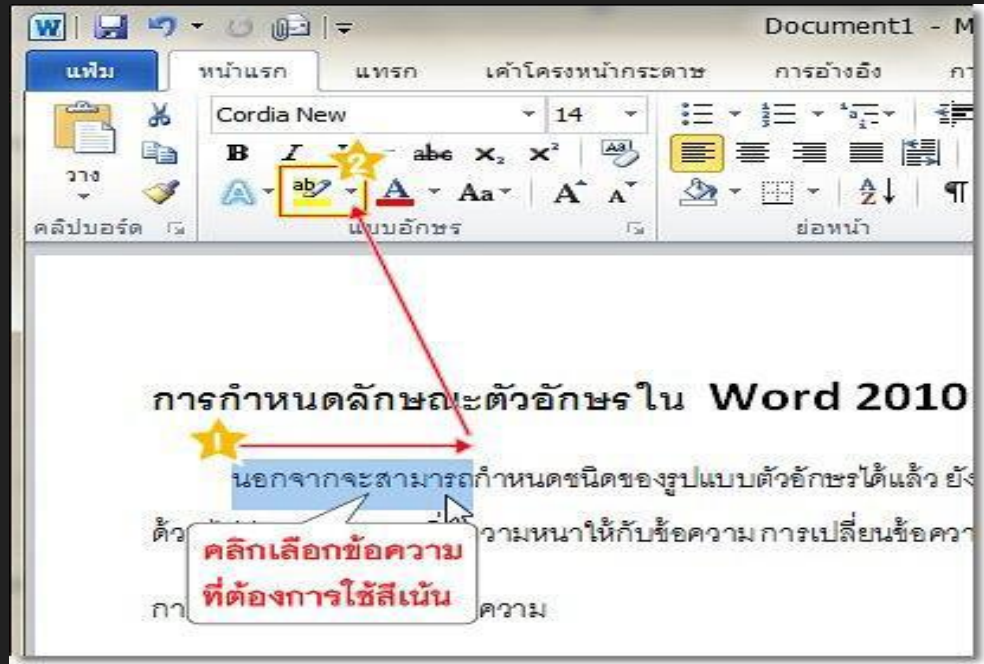 W Document1 - M
แฟ้ม หน้าแรก แทรก เค้าโครงหน้ากระดาษ การอ้างอิง กา
Cordia New 14
B I abc X₂ X² Aa
วาง
ab A Aa A A A Z ¶
คลิปบอร์ด แบบอักษร ย่อหน้า
การกำหนดลักษณะตัวอักษรใน Word 2010
2
1
นอกจากจะสามารถกำหนดชนิดของรูปแบบตัวอักษรได้แล้ว ยัง
ด้ว วามหนาให้กับข้อความ การเปลี่ยนข้อควา
คลิกเลือกข้อความ
ที่ต้องการใช้สีเน้น
กา ความ